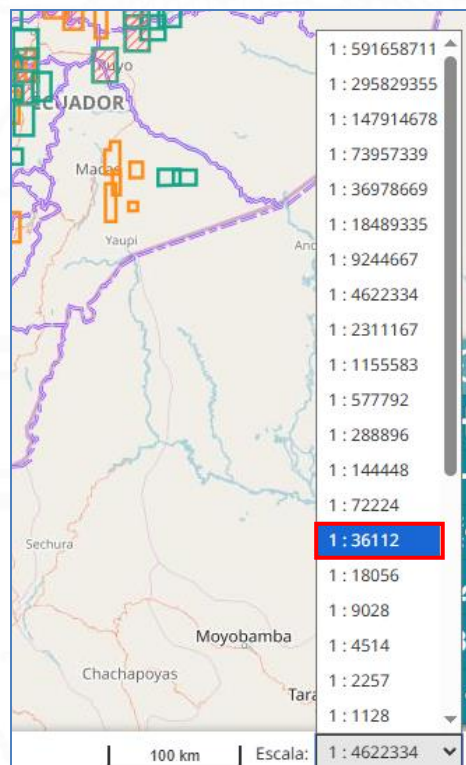 Puyo
ECUADOR
Macas
Yaupi
Sechura
Moyobamba
Chachapoyas
1 : 591658711
1 : 295829355
1 : 147914678
1 : 73957339
1 : 36978669
1 : 18489335
1 : 9244667
1 : 4622334
1 : 2311167
1 : 1155583
1 : 577792
1 : 288896
1 : 144448
1 : 72224
1 : 36112
1 : 18056
1 : 9028
1 : 4514
1 : 2257
1 : 1128
100 km
Escala: 1 : 4622334